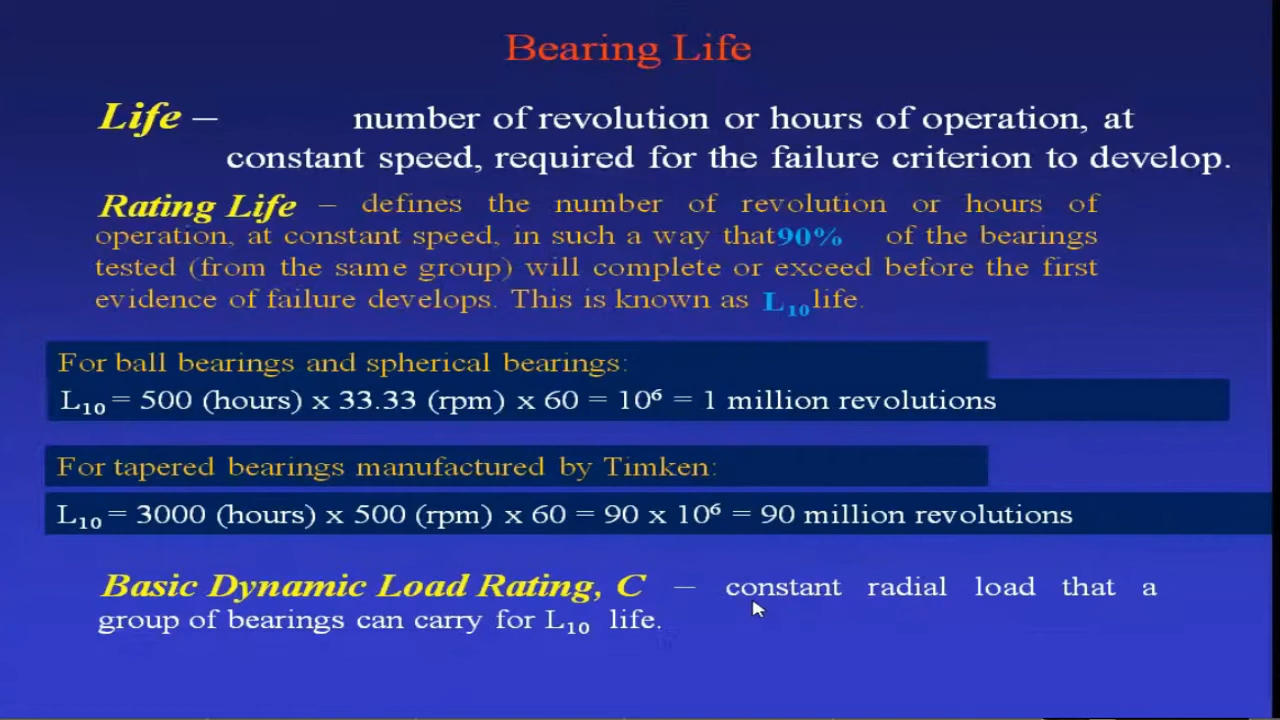 Bearing Life
Life – number of revolution or hours of operation, at
constant speed, required for the failure criterion to develop.
Rating Life – defines the number of revolution or hours of
operation, at constant speed, in such a way that 90% of the bearings
tested (from the same group) will complete or exceed before the first
evidence of failure develops. This is known as L₁₀ life.
For ball bearings and spherical bearings:
L₁₀ = 500 (hours) x 33.33 (rpm) x 60 = 10⁶ = 1 million revolutions
For tapered bearings manufactured by Timken:
L₁₀ = 3000 (hours) x 500 (rpm) x 60 = 90 x 10⁶ = 90 million revolutions
Basic Dynamic Load Rating, C – constant radial load that a
group of bearings can carry for L₁₀ life.